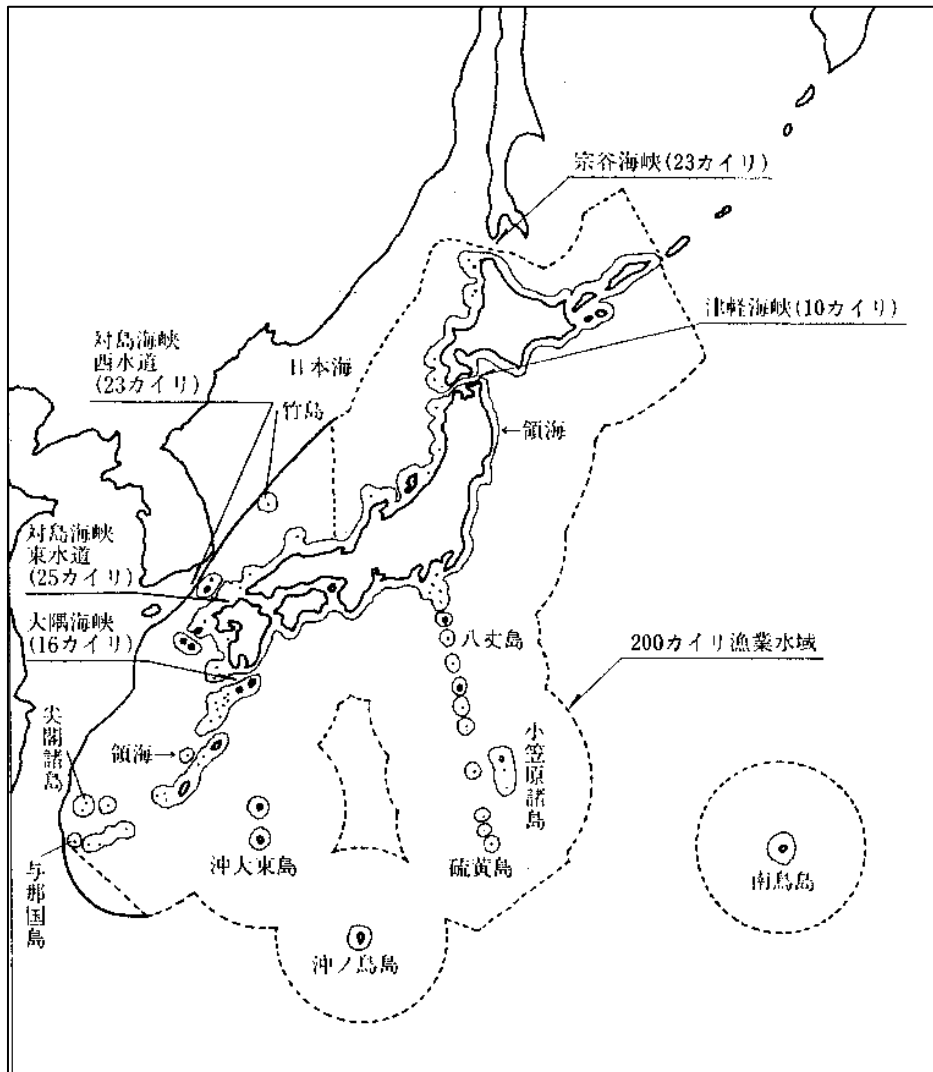 宗谷海峡(23カイリ)
津軽海峡(10カイリ)
対島海峡
西水道
(23カイリ)
日本海
竹島
←領海
対島海峡
東水道
(25カイリ)
大隅海峡
(16カイリ)
八丈島
200カイリ漁業水域
尖閣諸島
領海→
小笠原諸島
与那国島
沖大東島
硫黄島
南鳥島
沖ノ鳥島